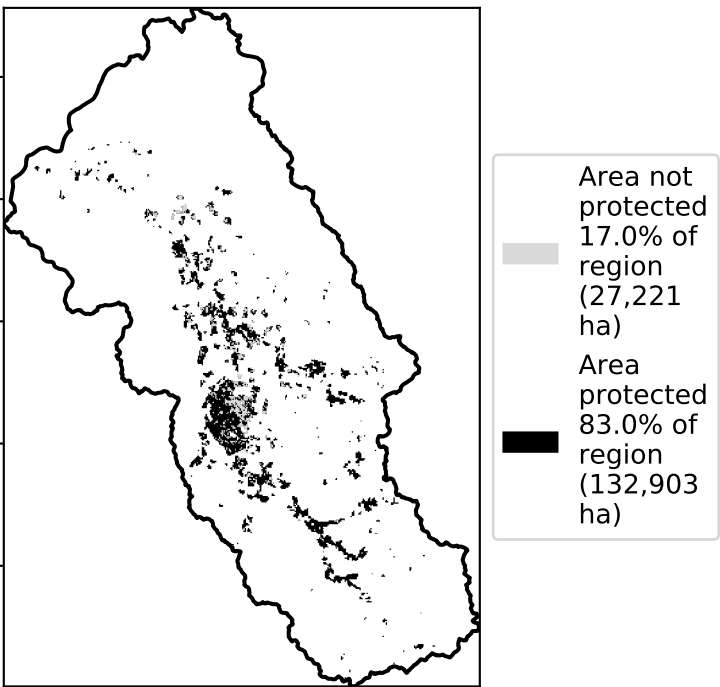 Area not
protected
17.0% of
region
(27,221
ha)
Area
protected
83.0% of
region
(132,903
ha)